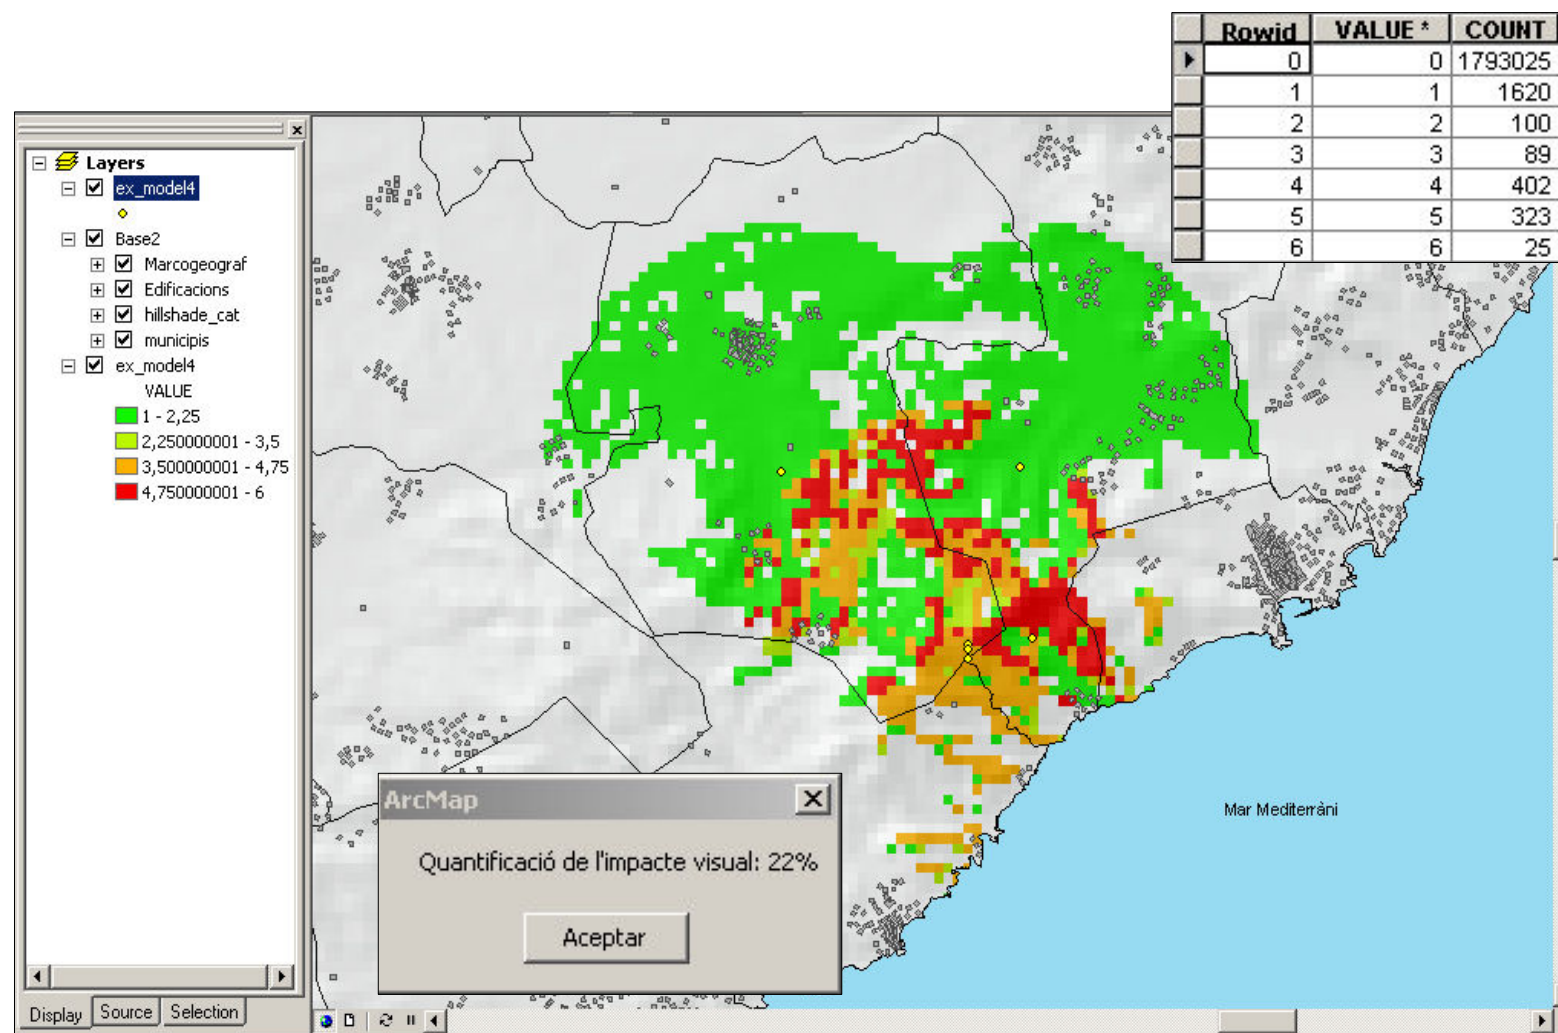 Rowid VALUE * COUNT
0 0 1793025
1 1 1620
2 2 100
3 3 89
4 4 402
5 5 323
6 6 25
Layers
ex_model4
Base2
Marcogeograf
Edificacions
hillshade_cat
municipis
ex_model4
VALUE
1 - 2,25
2,250000001 - 3,5
3,500000001 - 4,75
4,750000001 - 6
Mar Mediterràni
ArcMap
Quantificació de l'impacte visual: 22%
Aceptar
Display Source Selection